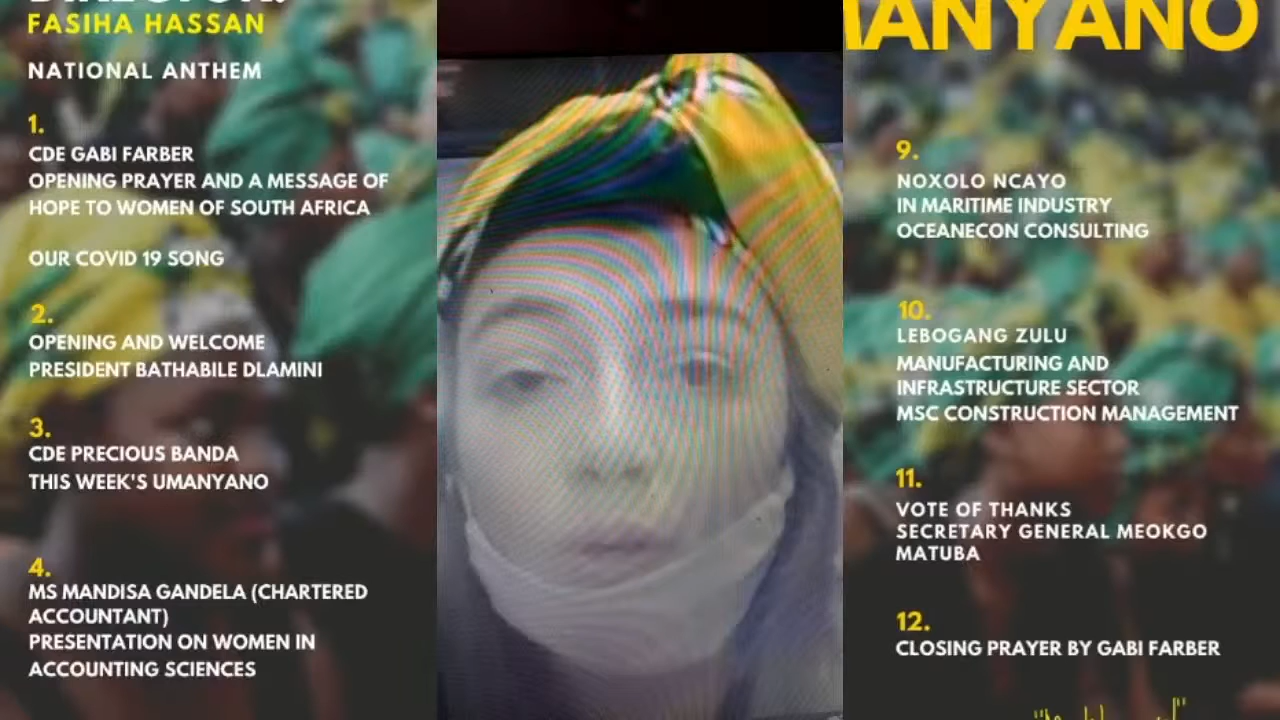 FASIHA HASSAN
NATIONAL ANTHEM
1.
CDE GABI FARBER
OPENING PRAYER AND A MESSAGE OF
HOPE TO WOMEN OF SOUTH AFRICA
OUR COVID 19 SONG
2.
OPENING AND WELCOME
PRESIDENT BATHABILE DLAMINI
3.
CDE PRECIOUS BANDA
THIS WEEK'S UMANYANO
4.
MS MANDISA GANDELA (CHARTERED
ACCOUNTANT)
PRESENTATION ON WOMEN IN
ACCOUNTING SCIENCES
MANYANO
9.
NOXOLO NCAYO
IN MARITIME INDUSTRY
OCEANECON CONSULTING
10.
LEBOGANG ZULU
MANUFACTURING AND
INFRASTRUCTURE SECTOR
MSC CONSTRUCTION MANAGEMENT
11.
VOTE OF THANKS
SECRETARY GENERAL MEOKGO
MATUBA
12.
CLOSING PRAYER BY GABI FARBER